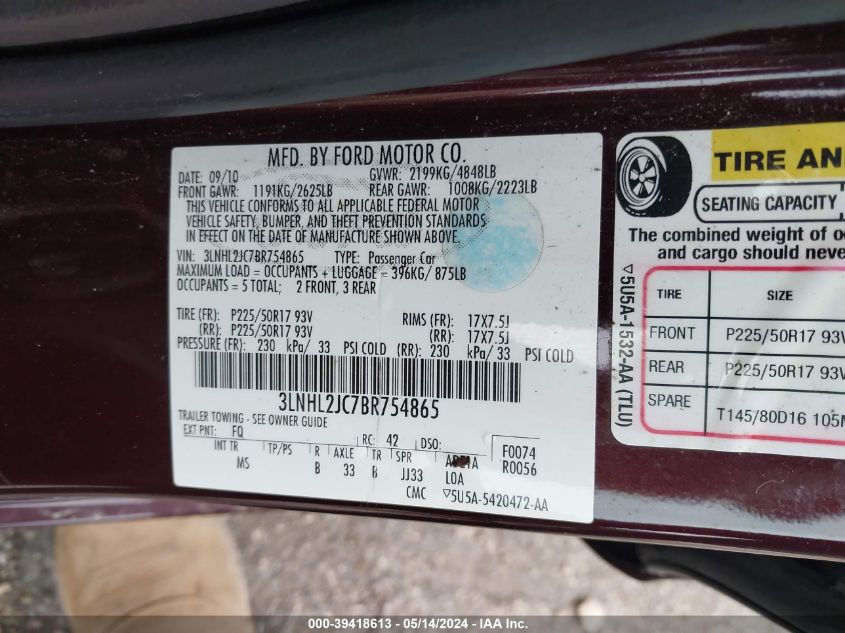 MFD. BY FORD MOTOR CO.
DATE: 09/10 GVWR: 2199KG/4848LB
FRONT GAWR: 1191KG/2625LB REAR GAWR: 1008KG/2223LB
THIS VEHICLE CONFORMS TO ALL APPLICABLE FEDERAL MOTOR
VEHICLE SAFETY, BUMPER, AND THEFT PREVENTION STANDARDS
IN EFFECT ON THE DATE OF MANUFACTURE SHOWN ABOVE.
VIN: 3LNHL2JC7BR754865 TYPE: Passenger Car
MAXIMUM LOAD = OCCUPANTS + LUGGAGE = 396KG/ 875LB
OCCUPANTS = 5 TOTAL; 2 FRONT, 3 REAR
TIRE (FR): P225/50R17 93V RIMS (FR): 17X7.5J
(RR): P225/50R17 93V (RR): 17X7.5J
PRESSURE (FR): 230 kPa/ 33 PSI COLD (RR): 230 kPa/ 33 PSI COLD
3LNHL2JC7BR754865
TRAILER TOWING - SEE OWNER GUIDE
EXT PNT: FQ RC: 42 DSO: F0074
INT TR TP/PS R AXLE TR SPR R0056
MS B 33 B JJ33 LOA
CMC ▽5U5A-5420472-AA
TIRE AN
SEATING CAPACITY
The combined weight of oc
and cargo should neve
TIRE SIZE
FRONT P225/50R17 93V
REAR P225/50R17 93V
SPARE T145/80D16 105M
▽5U5A-1532-AA (TLU)
000-39418613 - 05/14/2024 - IAA Inc.